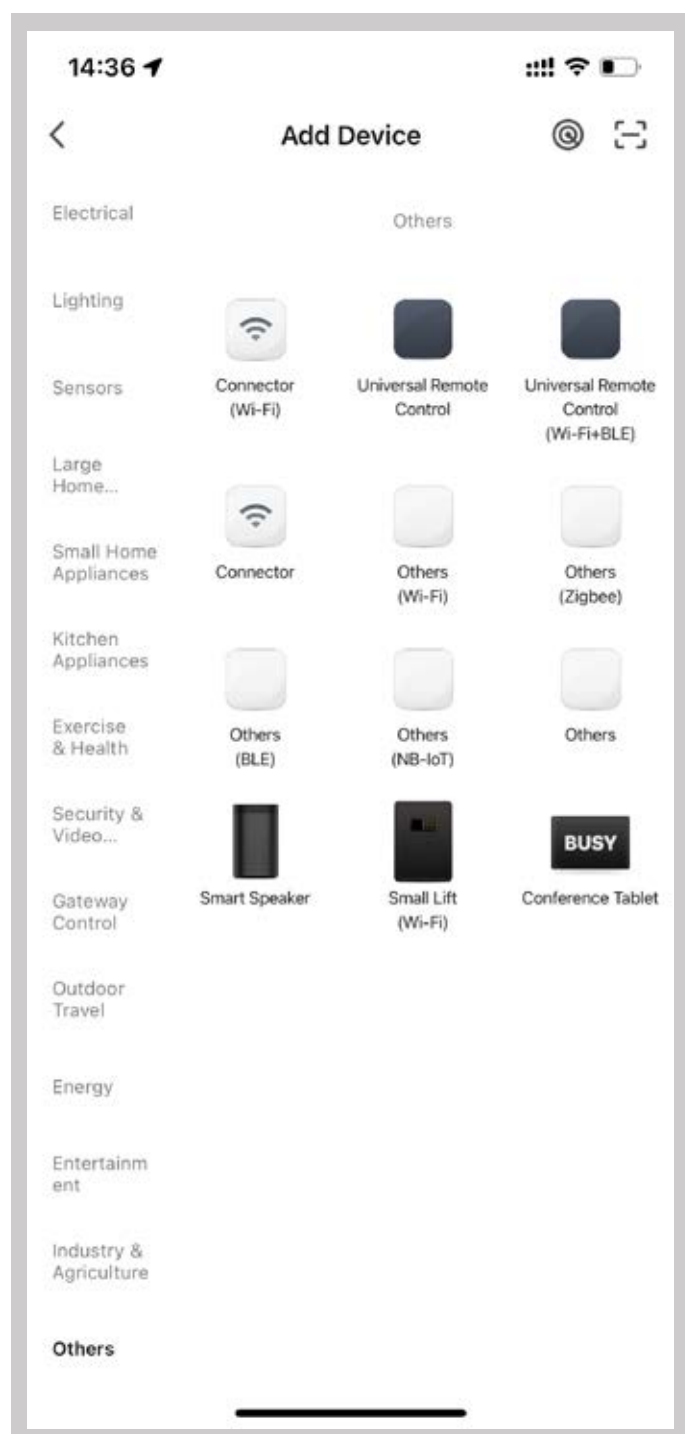 14:36
Add Device
Electrical
Lighting
Sensors
Large
Home...
Small Home
Appliances
Kitchen
Appliances
Exercise
& Health
Security &
Video...
Gateway
Control
Outdoor
Travel
Energy
Entertainm
ent
Industry &
Agriculture
Others
Others
Connector
(Wi-Fi)
Universal Remote
Control
Universal Remote
Control
(Wi-Fi+BLE)
Connector
Others
(Wi-Fi)
Others
(Zigbee)
Others
(BLE)
Others
(NB-IoT)
Others
Smart Speaker
Small Lift
(Wi-Fi)
BUSY
Conference Tablet